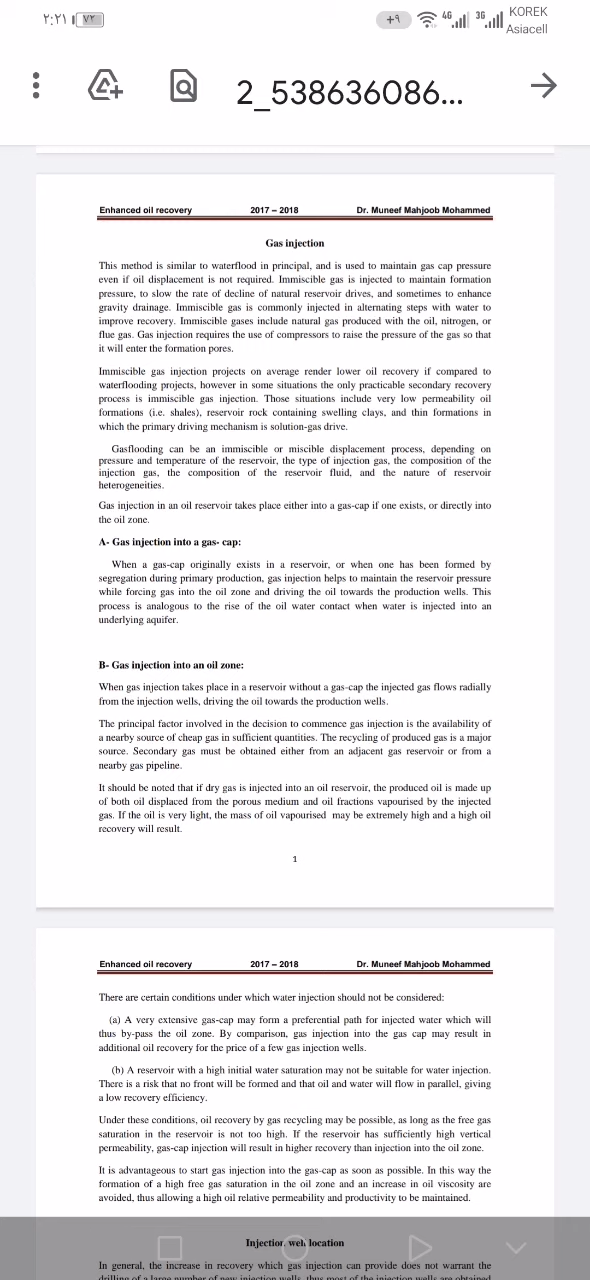 ٢:٢١ ٧٢ +٩ 4G 3G KOREK
Asiacell
2_538636086...
Enhanced oil recovery 2017 – 2018 Dr. Muneef Mahjoob Mohammed
Gas injection
This method is similar to waterflood in principal, and is used to maintain gas cap pressure
even if oil displacement is not required. Immiscible gas is injected to maintain formation
pressure, to slow the rate of decline of natural reservoir drives, and sometimes to enhance
gravity drainage. Immiscible gas is commonly injected in alternating steps with water to
improve recovery. Immiscible gases include natural gas produced with the oil, nitrogen, or
flue gas. Gas injection requires the use of compressors to raise the pressure of the gas so that
it will enter the formation pores.
Immiscible gas injection projects on average render lower oil recovery if compared to
waterflooding projects, however in some situations the only practicable secondary recovery
process is immiscible gas injection. Those situations include very low permeability oil
formations (i.e. shales), reservoir rock containing swelling clays, and thin formations in
which the primary driving mechanism is solution-gas drive.
Gasflooding can be an immiscible or miscible displacement process, depending on
pressure and temperature of the reservoir, the type of injection gas, the composition of the
injection gas, the composition of the reservoir fluid, and the nature of reservoir
heterogeneities.
Gas injection in an oil reservoir takes place either into a gas-cap if one exists, or directly into
the oil zone.
A- Gas injection into a gas- cap:
When a gas-cap originally exists in a reservoir, or when one has been formed by
segregation during primary production, gas injection helps to maintain the reservoir pressure
while forcing gas into the oil zone and driving the oil towards the production wells. This
process is analogous to the rise of the oil water contact when water is injected into an
underlying aquifer.
B- Gas injection into an oil zone:
When gas injection takes place in a reservoir without a gas-cap the injected gas flows radially
from the injection wells, driving the oil towards the production wells.
The principal factor involved in the decision to commence gas injection is the availability of
a nearby source of cheap gas in sufficient quantities. The recycling of produced gas is a major
source. Secondary gas must be obtained either from an adjacent gas reservoir or from a
nearby gas pipeline.
It should be noted that if dry gas is injected into an oil reservoir, the produced oil is made up
of both oil displaced from the porous medium and oil fractions vapourised by the injected
gas. If the oil is very light, the mass of oil vapourised may be extremely high and a high oil
recovery will result.
1
Enhanced oil recovery 2017 – 2018 Dr. Muneef Mahjoob Mohammed
There are certain conditions under which water injection should not be considered:
(a) A very extensive gas-cap may form a preferential path for injected water which will
thus by-pass the oil zone. By comparison, gas injection into the gas cap may result in
additional oil recovery for the price of a few gas injection wells.
(b) A reservoir with a high initial water saturation may not be suitable for water injection.
There is a risk that no front will be formed and that oil and water will flow in parallel, giving
a low recovery efficiency.
Under these conditions, oil recovery by gas recycling may be possible, as long as the free gas
saturation in the reservoir is not too high. If the reservoir has sufficiently high vertical
permeability, gas-cap injection will result in higher recovery than injection into the oil zone.
It is advantageous to start gas injection into the gas-cap as soon as possible. In this way the
formation of a high free gas saturation in the oil zone and an increase in oil viscosity are
avoided, thus allowing a high oil relative permeability and productivity to be maintained.
Injection well location
In general, the increase in recovery which gas injection can provide does not warrant the
drilling of a large number of new injection wells, thus most of the injection wells are obtained